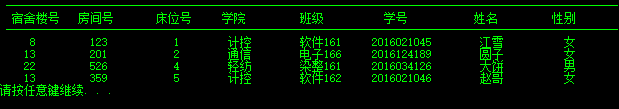 宿舍楼号 房间号 床位号 学院 班级 学号 姓名 性别
8 123 1 计控 软件161 2016021045 江雪 女
13 201 2 通信 电子166 2016124189 圆子 女
22 526 4 轻纺 染整161 2016034126 大饼 男
13 359 5 计控 软件162 2016021046 赵哥 女
请按任意键继续. . .